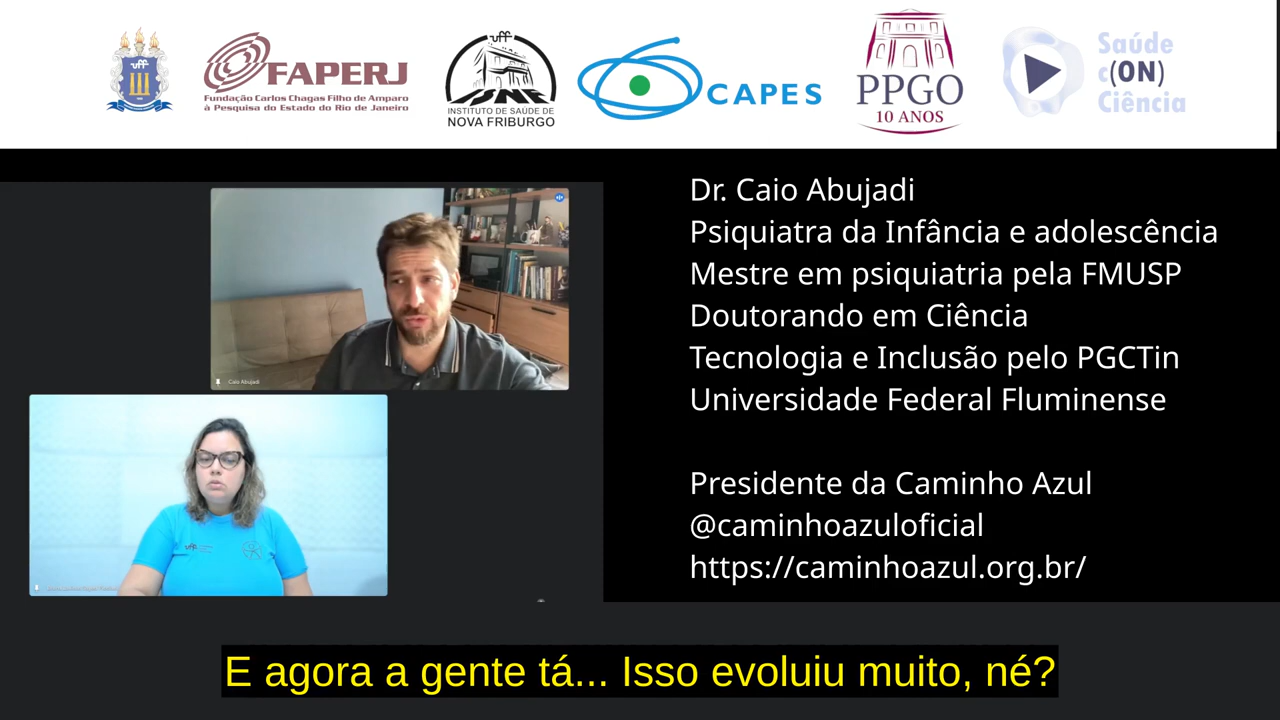 FAPERJ
Fundação Carlos Chagas Filho de Amparo
à Pesquisa do Estado do Rio de Janeiro
uff
INSTITUTO DE SAÚDE DE
NOVA FRIBURGO
CAPES
PPGO
10 ANOS
Saúde
c(ON)
Ciência
Dr. Caio Abujadi
Psiquiatra da Infância e adolescência
Mestre em psiquiatria pela FMUSP
Doutorando em Ciência
Tecnologia e Inclusão pelo PGCTin
Universidade Federal Fluminense
Presidente da Caminho Azul
@caminhoazuloficial
https://caminhoazul.org.br/
Caio Abujadi
uff
E agora a gente tá... Isso evoluiu muito, né?